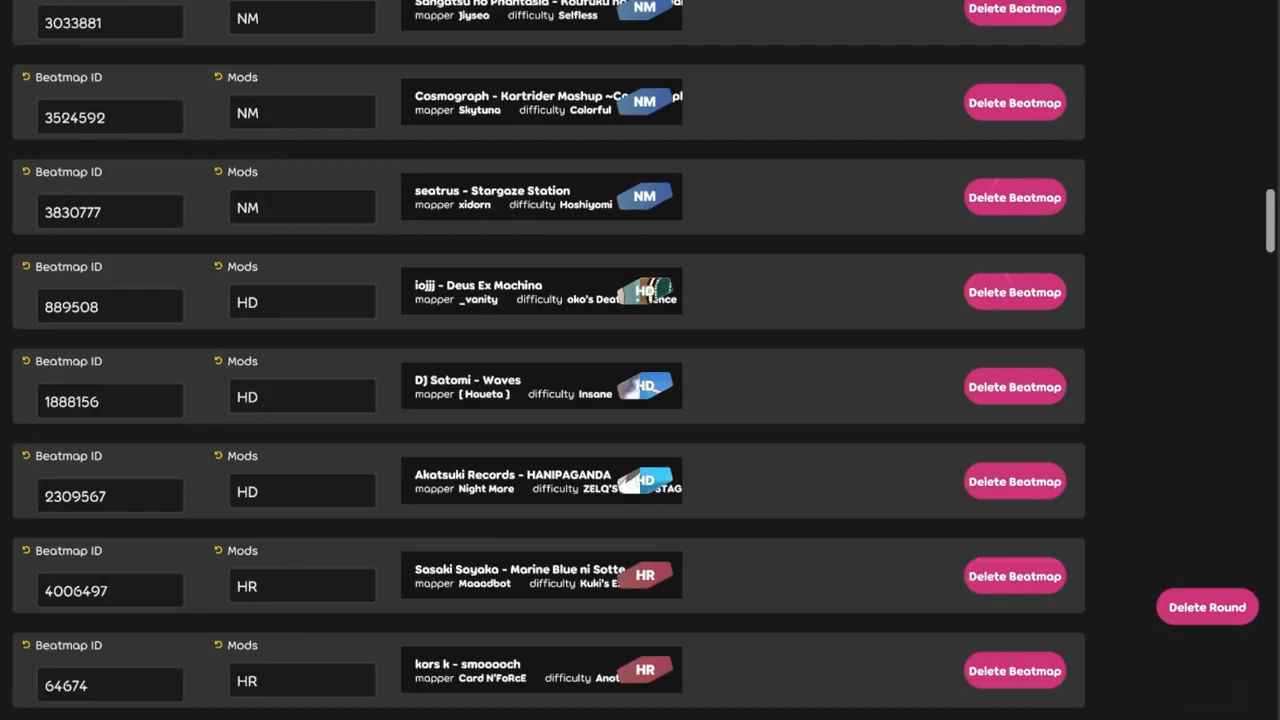 3033881
NM
mapper Jiysea difficulty Selfless
NM
Delete Beatmap
Beatmap ID
Mods
3524592
NM
Cosmograph - Kartrider Mashup
mapper Skytuna difficulty Colorful
NM
Delete Beatmap
Beatmap ID
Mods
3830777
NM
seatrus - Stargaze Station
mapper xidorn difficulty Hoshiyomi
NM
Delete Beatmap
Beatmap ID
Mods
889508
HD
iojjj - Deus Ex Machina
mapper _vanity difficulty oko's
HD
Delete Beatmap
Beatmap ID
Mods
1888156
HD
DJ Satomi - Waves
mapper [ Houeta ] difficulty Insane
HD
Delete Beatmap
Beatmap ID
Mods
2309567
HD
Akatsuki Records - HANIPAGANDA
mapper Night Mare difficulty ZELQ'S
HD
Delete Beatmap
Beatmap ID
Mods
4006497
HR
Sasaki Sayaka - Marine Blue ni Sotte
mapper Maaadbot difficulty Kuki's
HR
Delete Beatmap
Delete Round
Beatmap ID
Mods
64674
HR
kors k - smooooch
mapper Card N'FoRcE difficulty
HR
Delete Beatmap